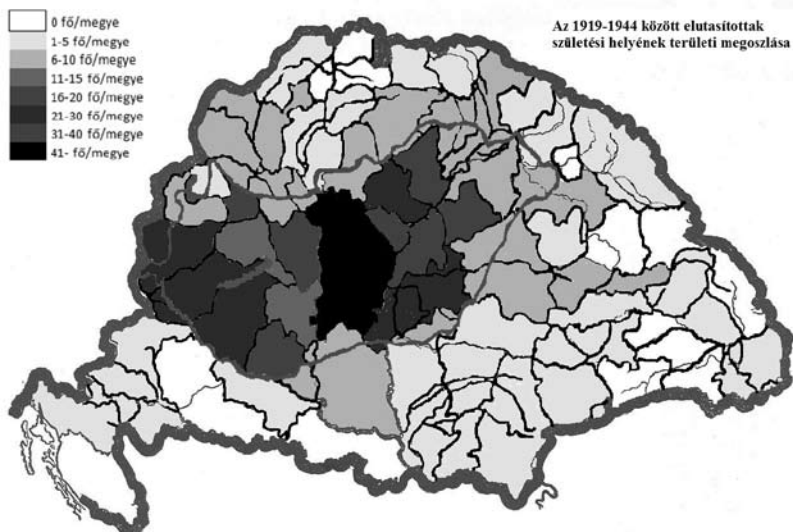 0 fő/megye
1-5 fő/megye
6-10 fő/megye
11-15 fő/megye
16-20 fő/megye
21-30 fő/megye
31-40 fő/megye
41- fő/megye
Az 1919-1944 között elutasítottak
születési helyének területi megoszlása